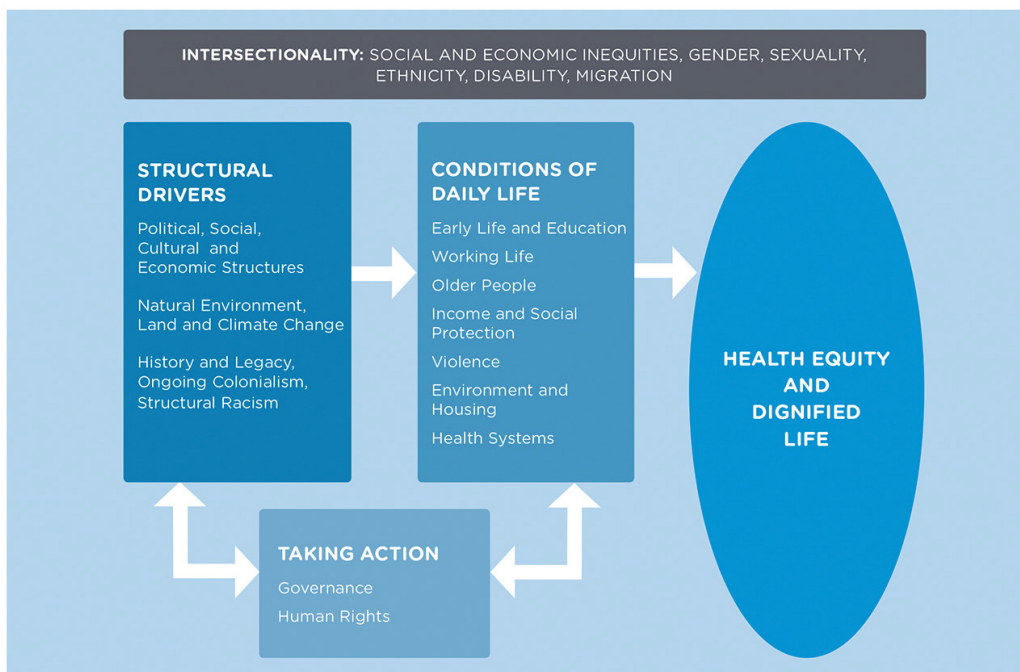 INTERSECTIONALITY: SOCIAL AND ECONOMIC INEQUITIES, GENDER, SEXUALITY,
ETHNICITY, DISABILITY, MIGRATION
STRUCTURAL
DRIVERS
Political, Social,
Cultural and
Economic Structures
Natural Environment,
Land and Climate Change
History and Legacy,
Ongoing Colonialism,
Structural Racism
CONDITIONS OF
DAILY LIFE
Early Life and Education
Working Life
Older People
Income and Social
Protection
Violence
Environment and
Housing
Health Systems
HEALTH EQUITY
AND
DIGNIFIED
LIFE
TAKING ACTION
Governance
Human Rights